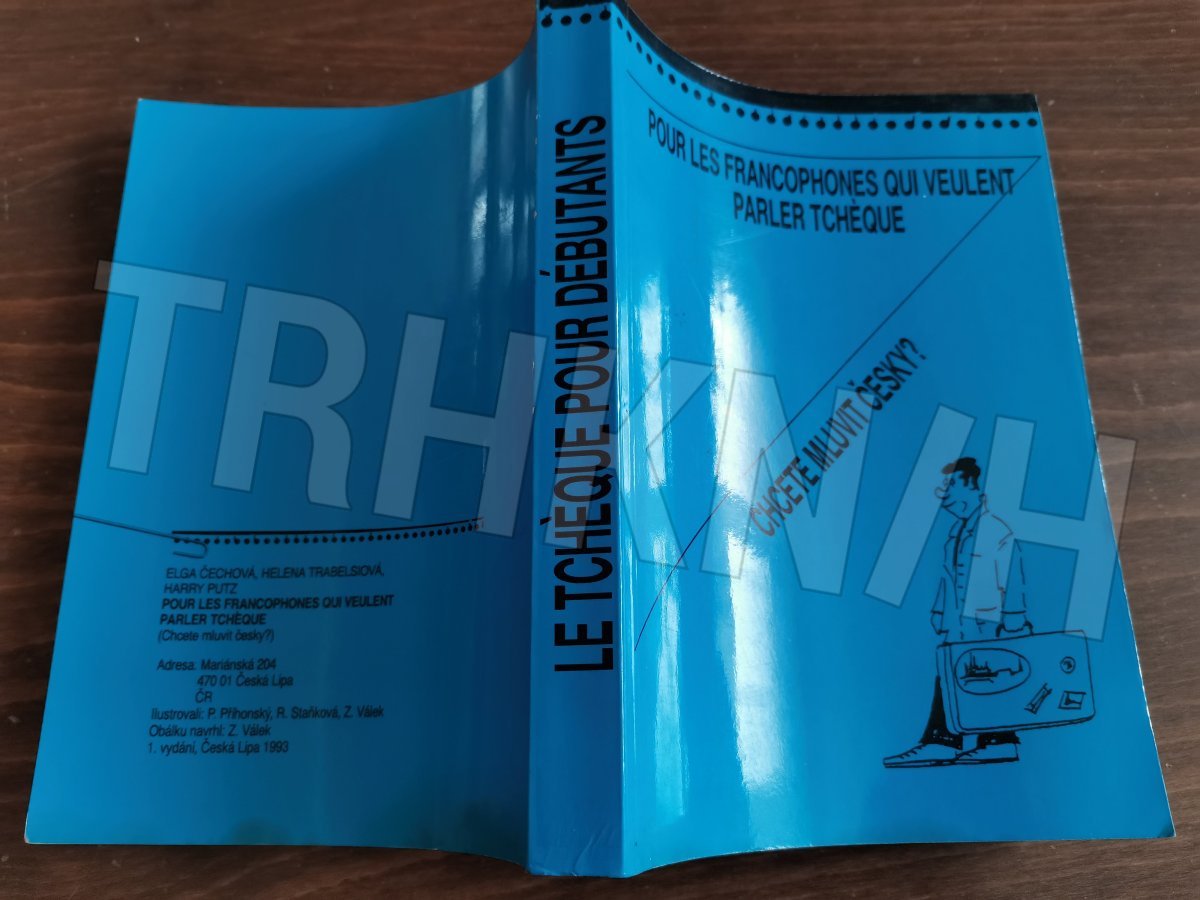 ELGA ČECHOVÁ, HELENA TRABELSIOVÁ,
HARRY PUTZ
POUR LES FRANCOPHONES QUI VEULENT
PARLER TCHÈQUE
(Chcete mluvit česky?)
Adresa: Mariánská 204
470 01 Česká Lípa
ČR
Ilustrovali: P. Příhonský, R. Staňková, Z. Válek
Obálku navrhl: Z. Válek
1. vydání, Česká Lípa 1993
LE TCHÈQUE POUR DÉBUTANTS
POUR LES FRANCOPHONES QUI VEULENT
PARLER TCHÈQUE
CHCETE MLUVIT ČESKY?
TRHKNIH